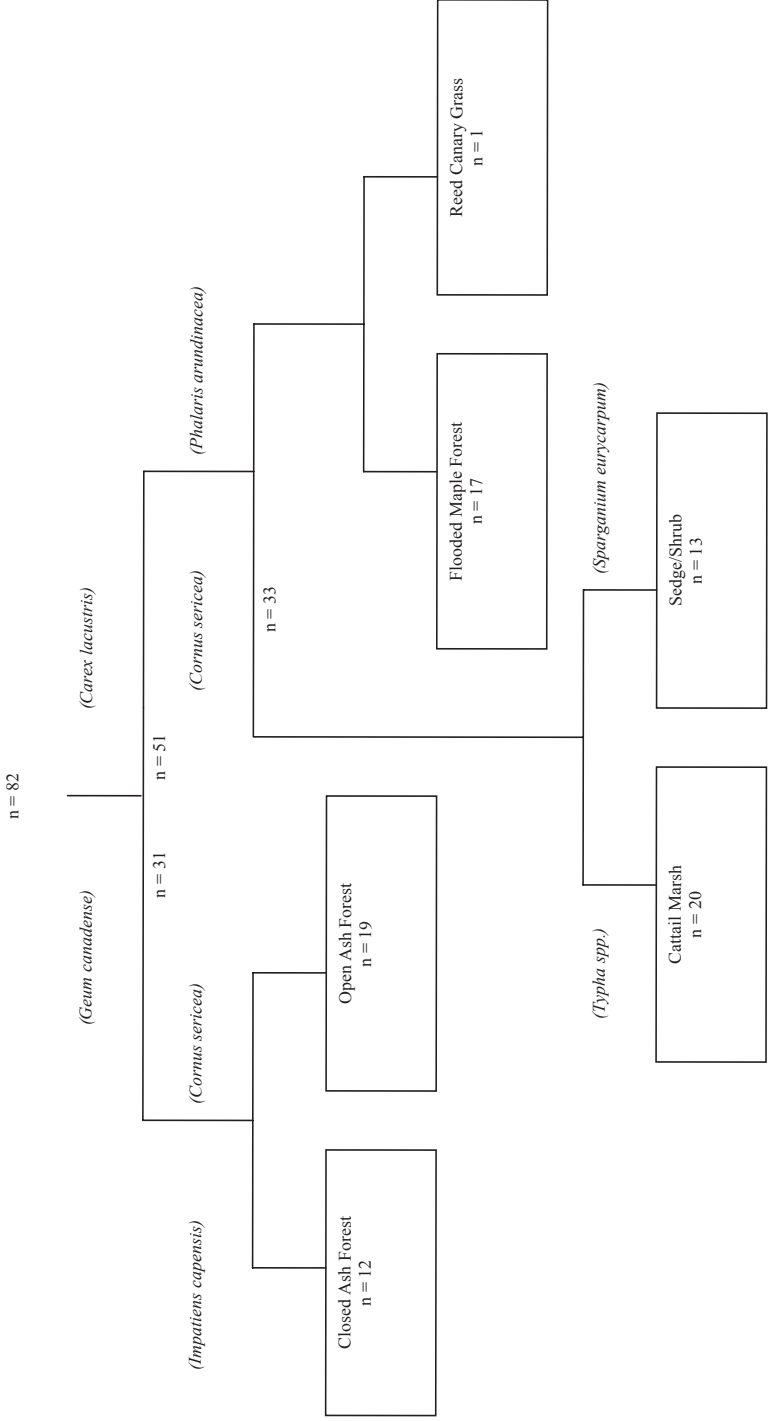 n = 82
(Geum canadense)
(Carex lacustris)
n = 31
n = 51
(Impatiens capensis)
(Cornus sericea)
(Cornus sericea)
(Phalaris arundinacea)
n = 33
Closed Ash Forest
n = 12
Open Ash Forest
n = 19
Flooded Maple Forest
n = 17
Reed Canary Grass
n = 1
(Typha spp.)
(Sparganium eurycarpum)
Cattail Marsh
n = 20
Sedge/Shrub
n = 13